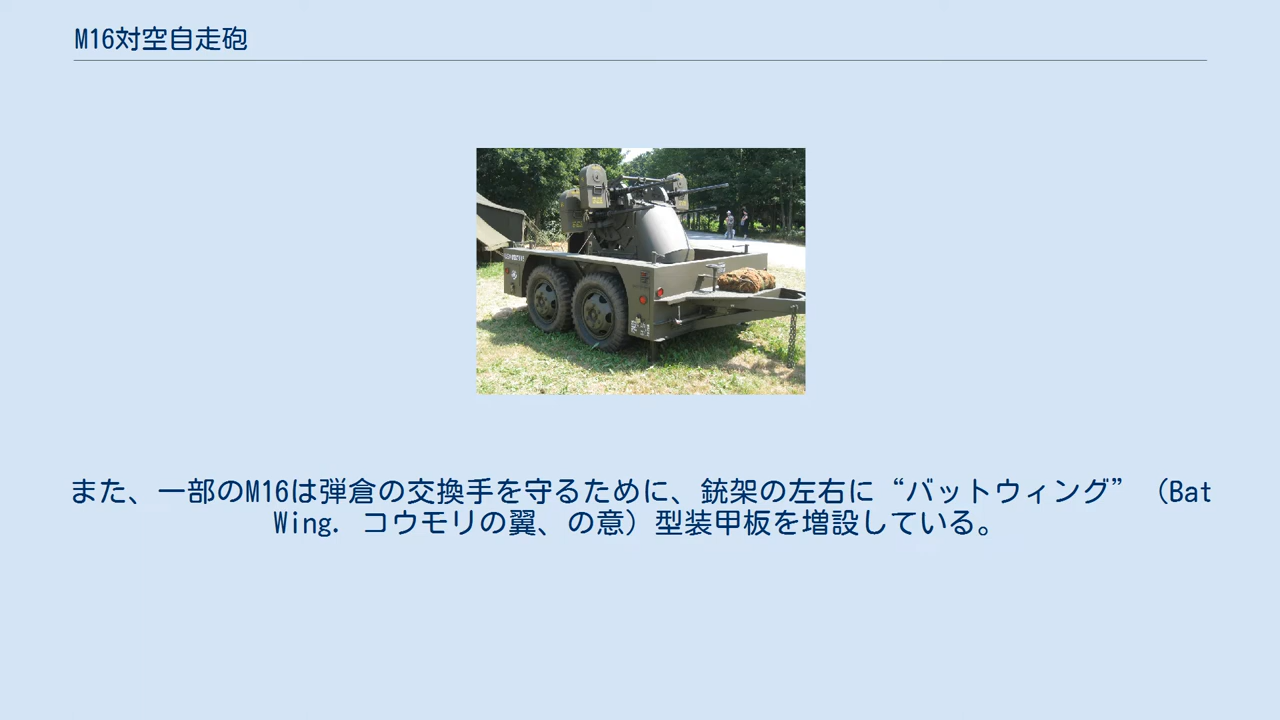 M16対空自走砲
また、一部のM16は弾倉の交換手を守るために、銃架の左右に“バットウィング”（Bat
Wing. コウモリの翼、の意）型装甲板を増設している。